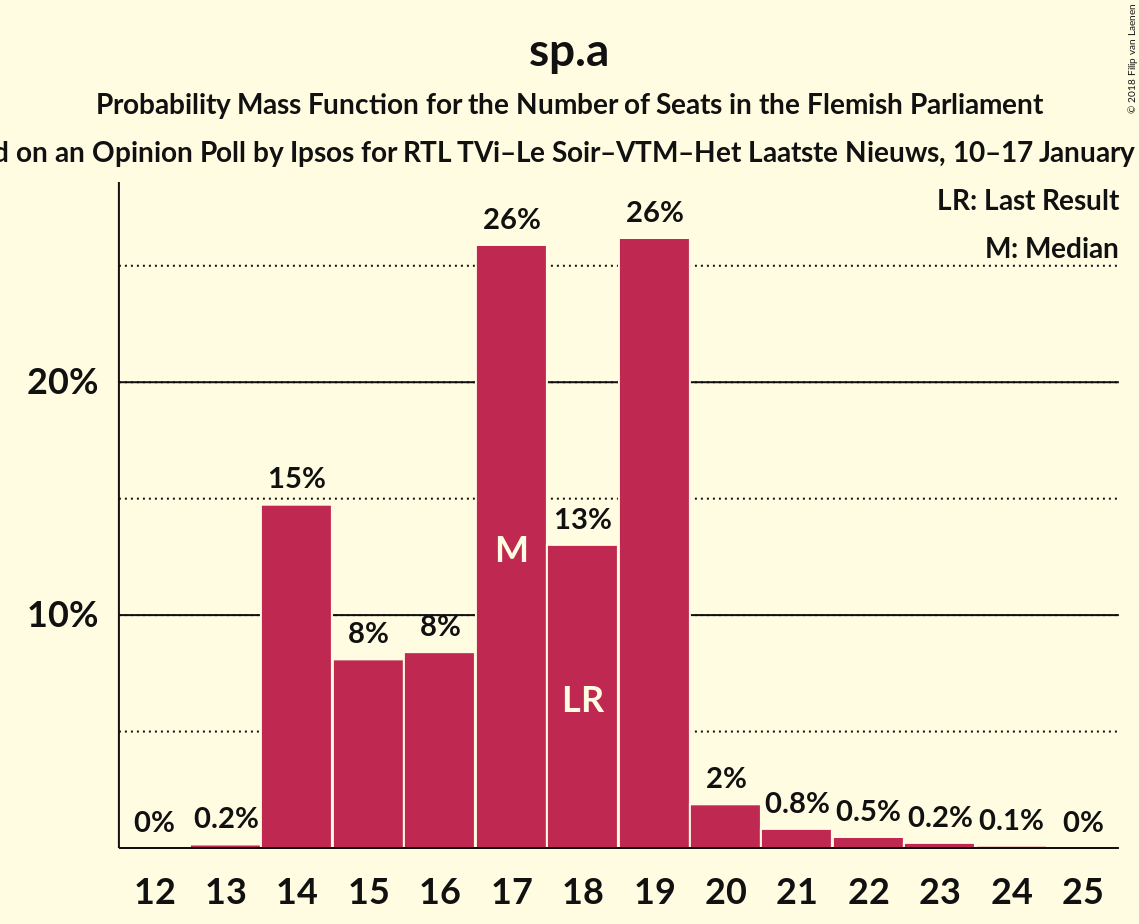 © 2018 Filip van Laenen
sp.a
Probability Mass Function for the Number of Seats in the Flemish Parliament
d on an Opinion Poll by Ipsos for RTL TVi–Le Soir–VTM–Het Laatste Nieuws, 10–17 January
LR: Last Result
M: Median
26% 26%
20%
15%
13%
M
10%
8% 8%
LR
2%
0% 0.2% 0.8% 0.5% 0.2% 0.1% 0%
12 13 14 15 16 17 18 19 20 21 22 23 24 25